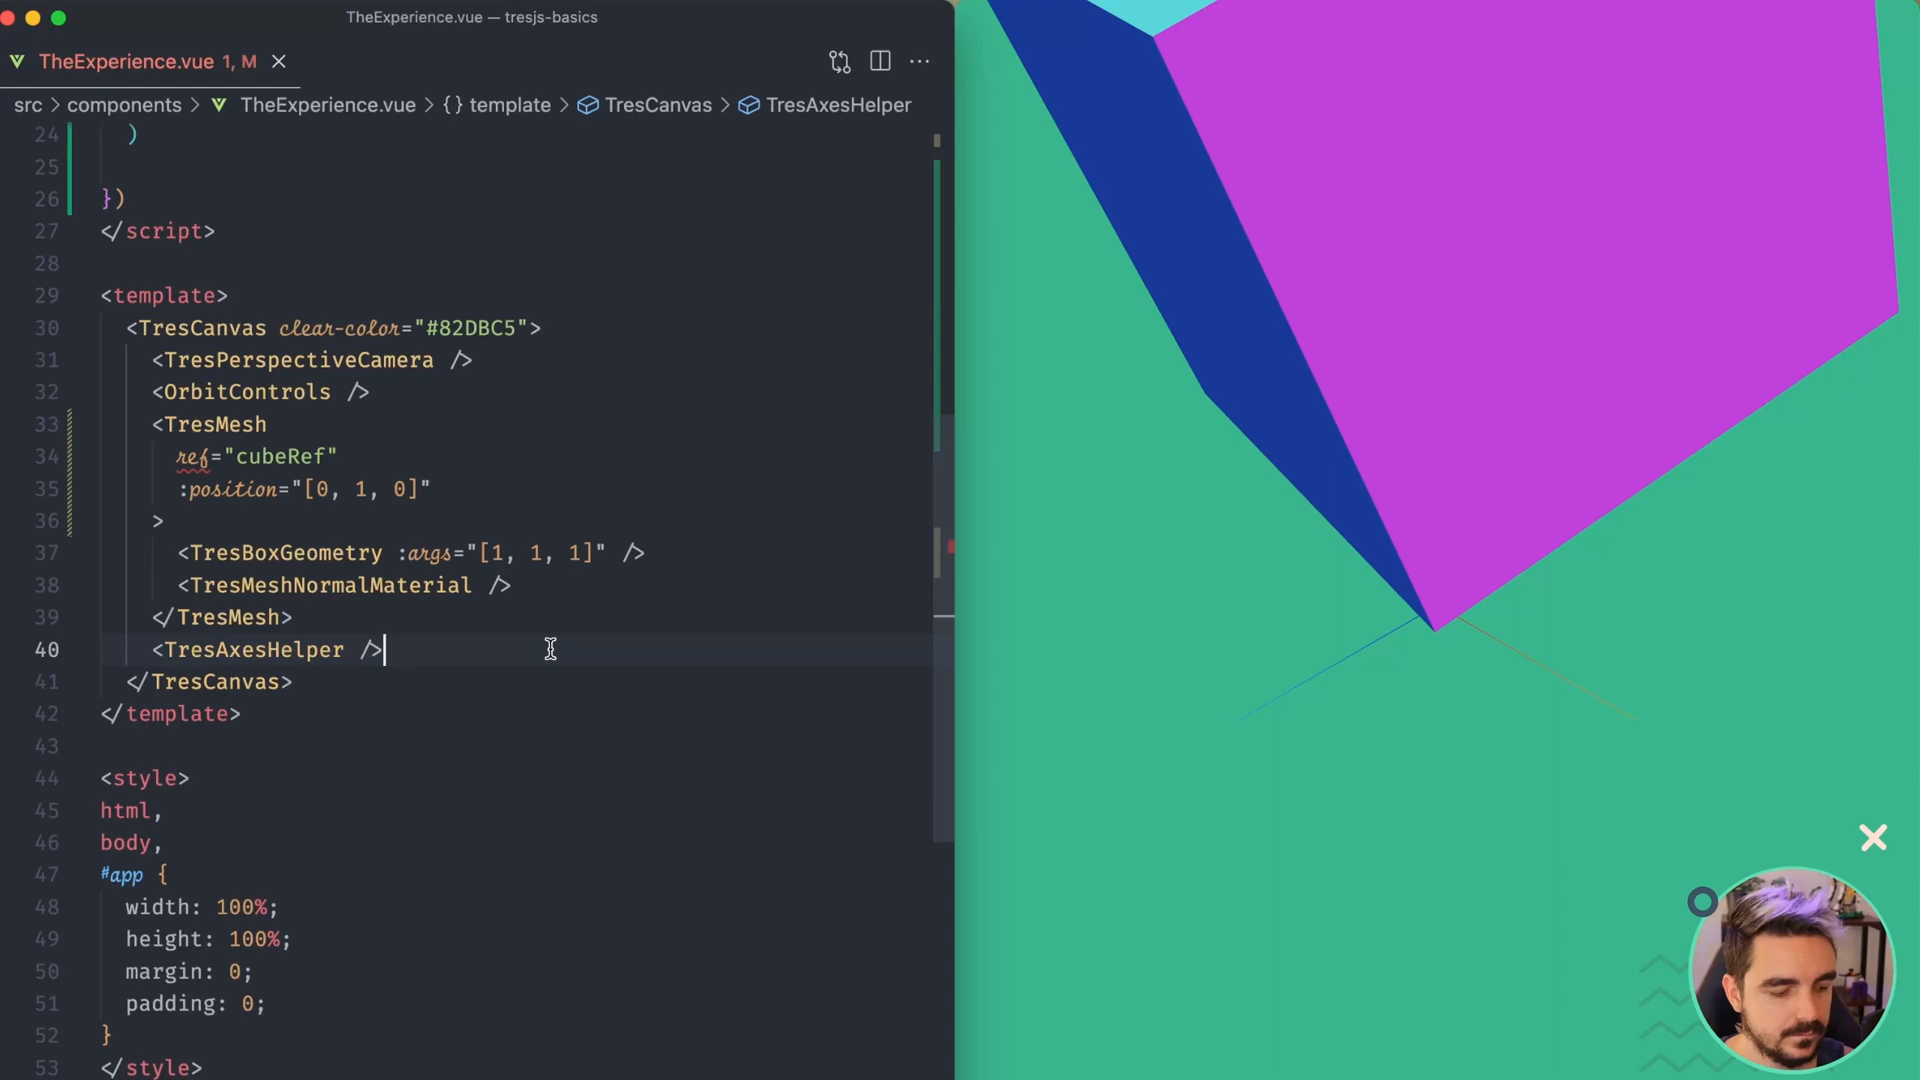 TheExperience.vue — tresjs-basics
TheExperience.vue 1, M
src > components > TheExperience.vue > {} template > TresCanvas > TresAxesHelper
24 )
25
26 })
27 </script>
28
29 <template>
30 <TresCanvas clear-color="#82DBC5">
31 <TresPerspectiveCamera />
32 <OrbitControls />
33 <TresMesh
34 ref="cubeRef"
35 :position="[0, 1, 0]"
36 >
37 <TresBoxGeometry :args="[1, 1, 1]" />
38 <TresMeshNormalMaterial />
39 </TresMesh>
40 <TresAxesHelper />
41 </TresCanvas>
42 </template>
43
44 <style>
45 html,
46 body,
47 #app {
48 width: 100%;
49 height: 100%;
50 margin: 0;
51 padding: 0;
52 }
53 </style>